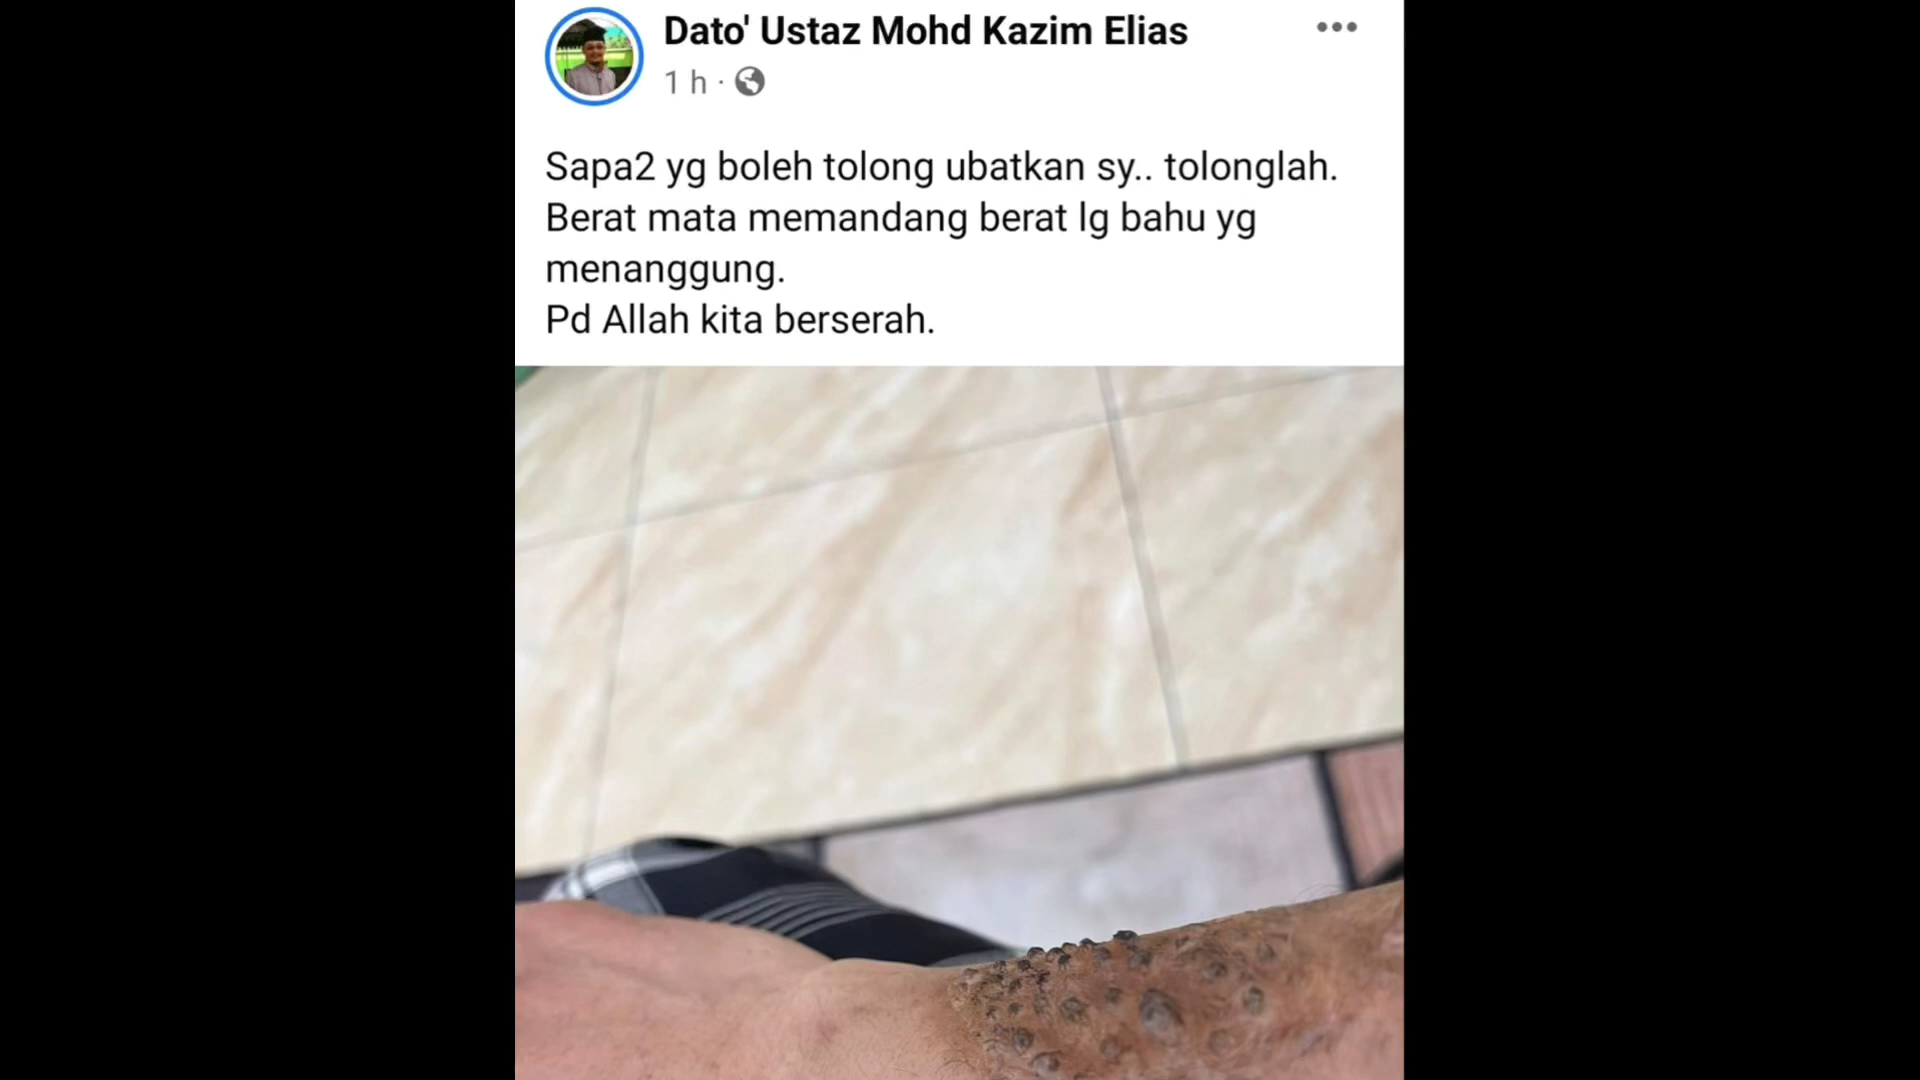 Dato' Ustaz Mohd Kazim Elias
1 h ·
Sapa2 yg boleh tolong ubatkan sy.. tolonglah.
Berat mata memandang berat lg bahu yg
menanggung.
Pd Allah kita berserah.